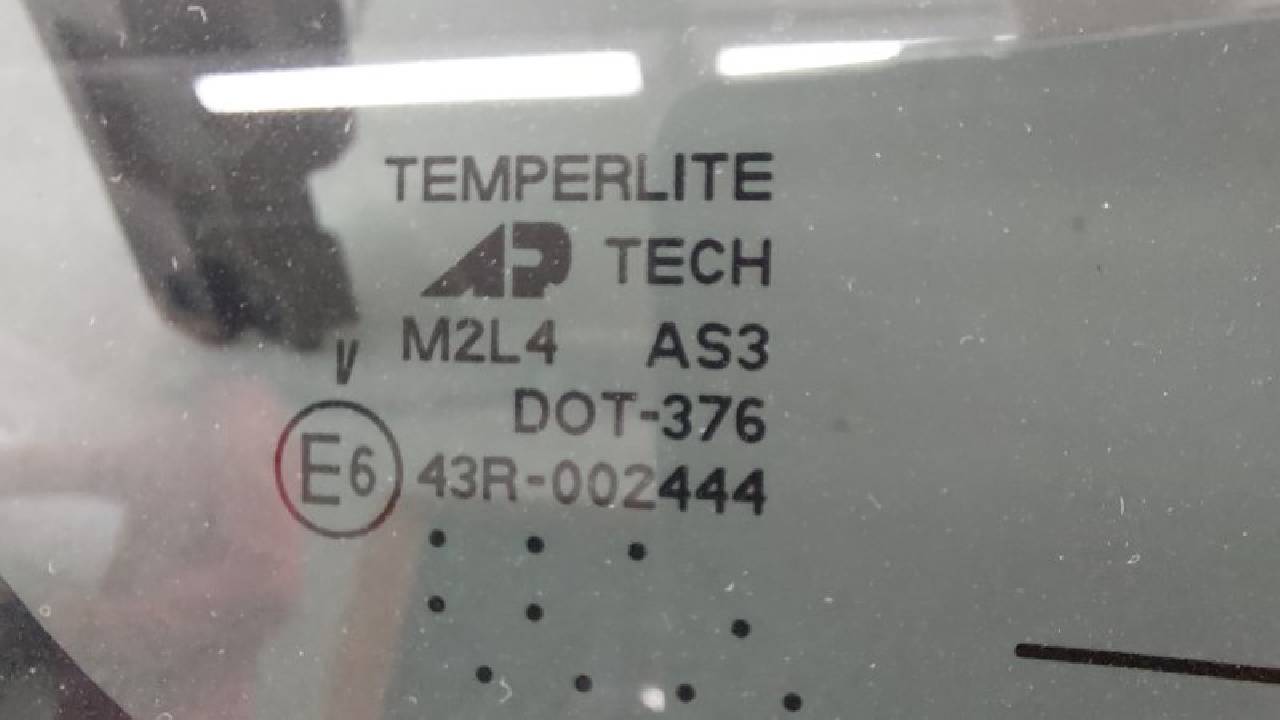 TEMPERLITE
AP TECH
M2L4 AS3
V
DOT-376
E6 43R-002444